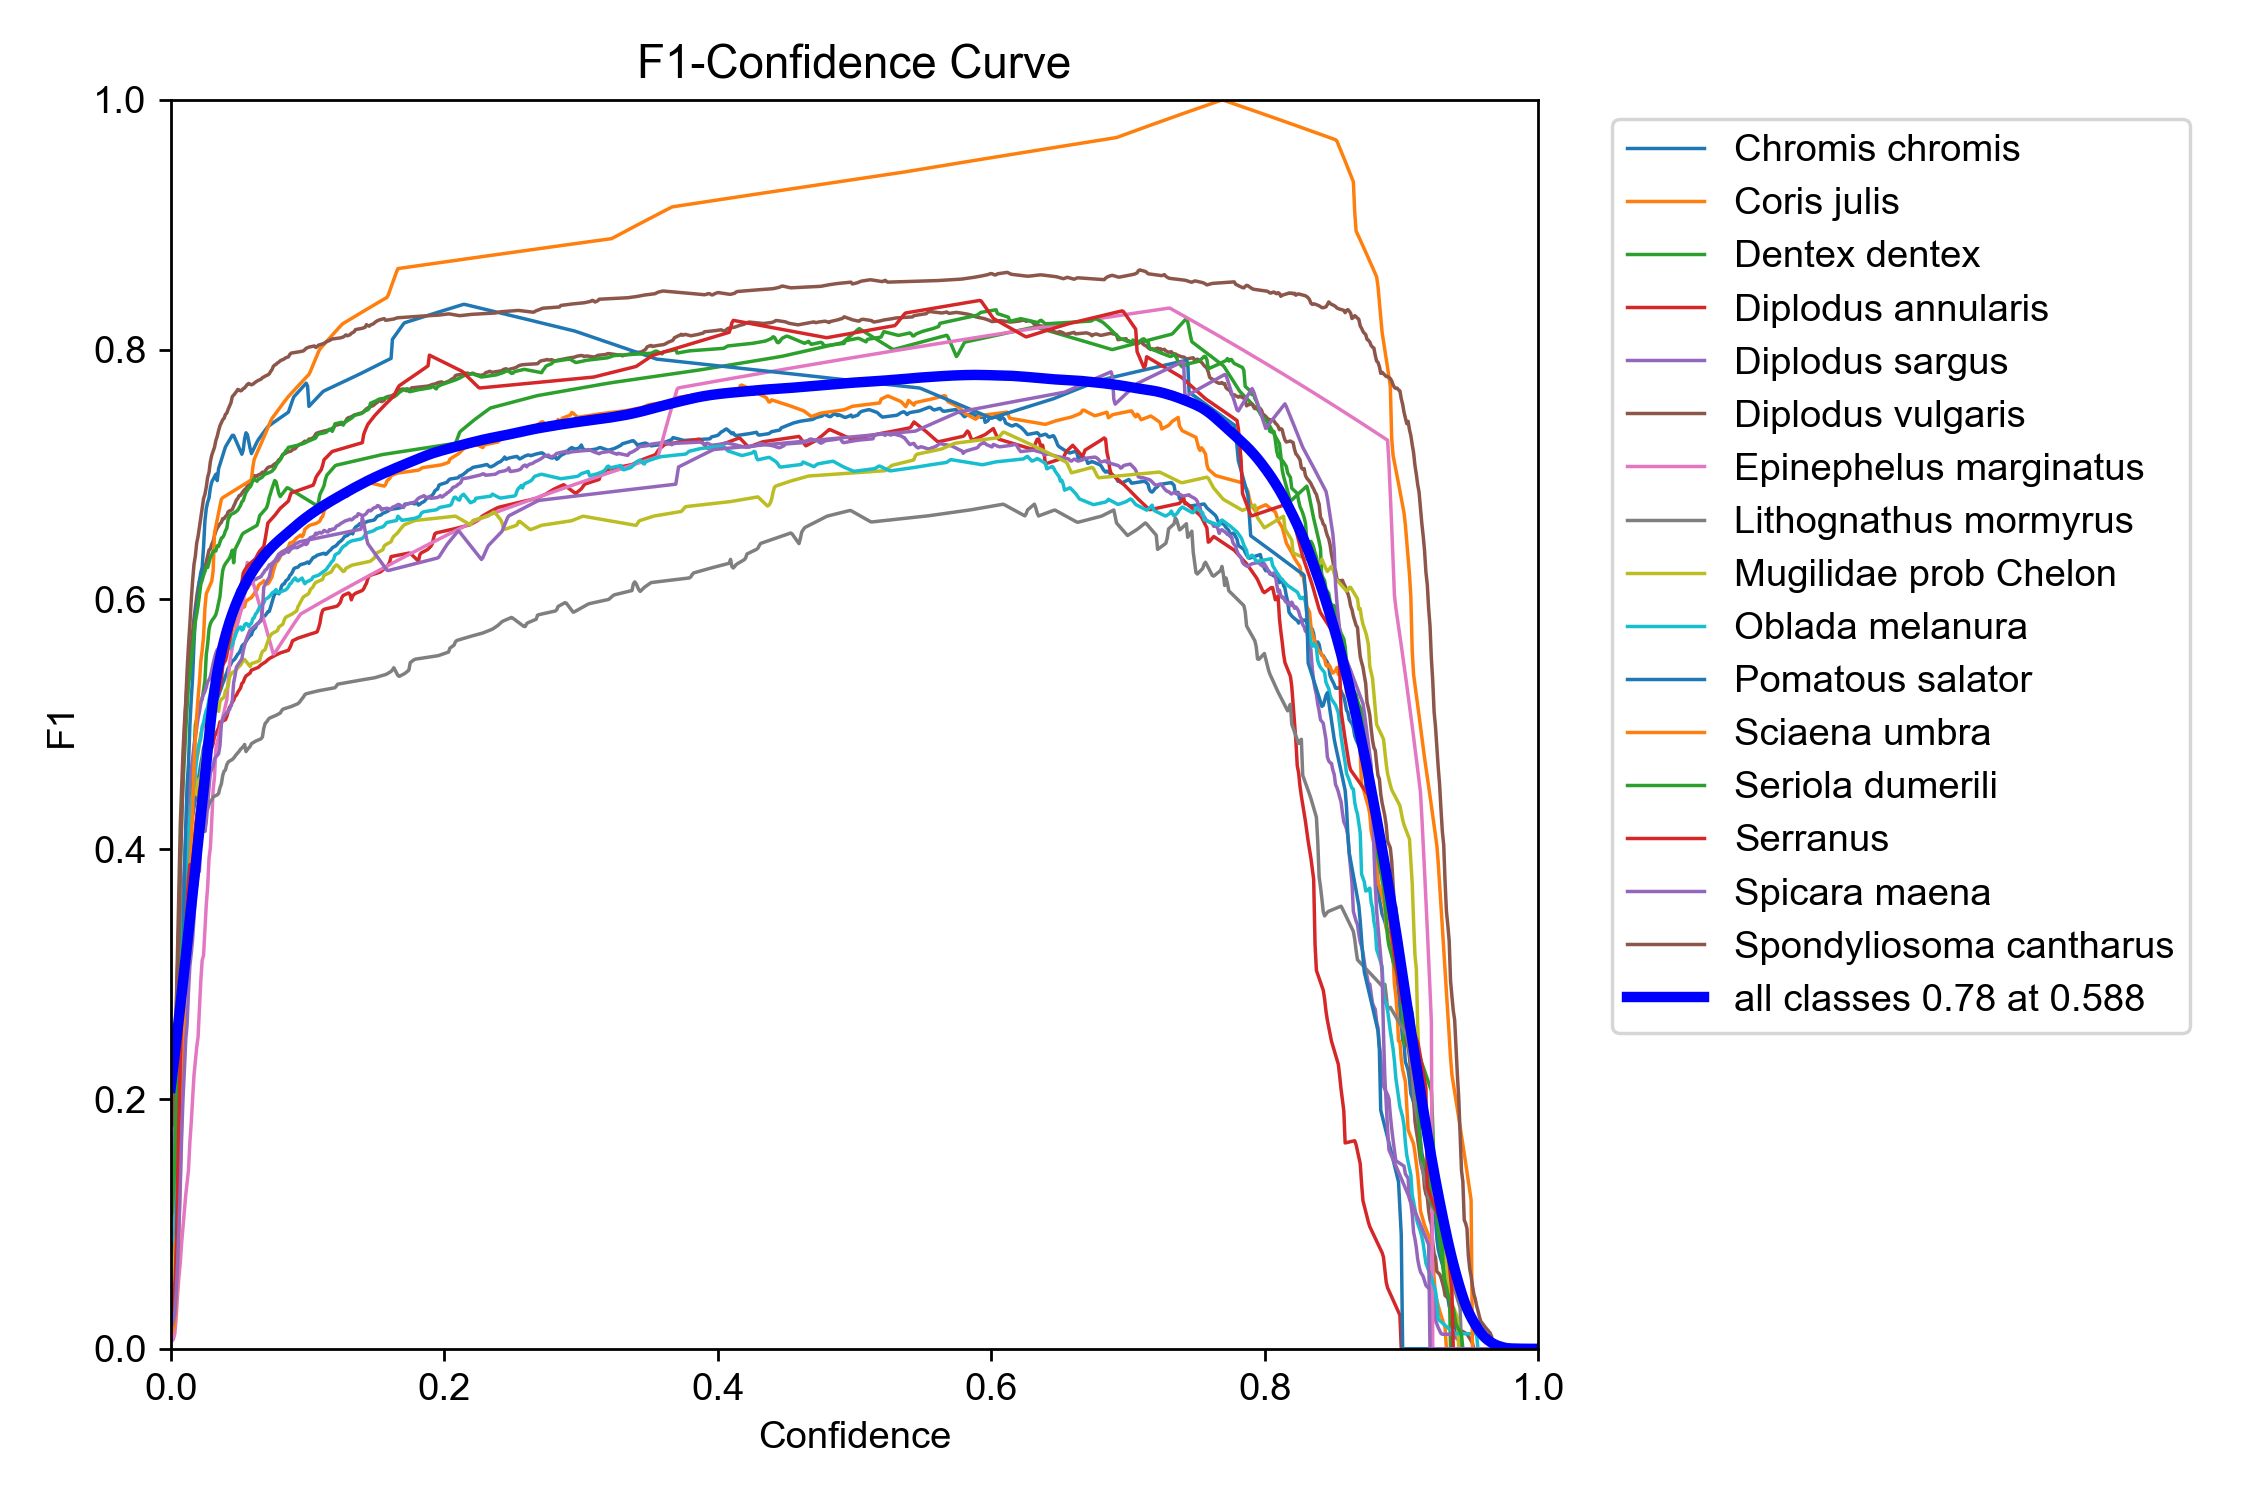 F1-Confidence Curve
1.0
0.8
0.6
0.4
0.2
0.0
F1
0.0 0.2 0.4 0.6 0.8 1.0
Confidence
Chromis chromis
Coris julis
Dentex dentex
Diplodus annularis
Diplodus sargus
Diplodus vulgaris
Epinephelus marginatus
Lithognathus mormyrus
Mugilidae prob Chelon
Oblada melanura
Pomatous salator
Sciaena umbra
Seriola dumerili
Serranus
Spicara maena
Spondyliosoma cantharus
all classes 0.78 at 0.588